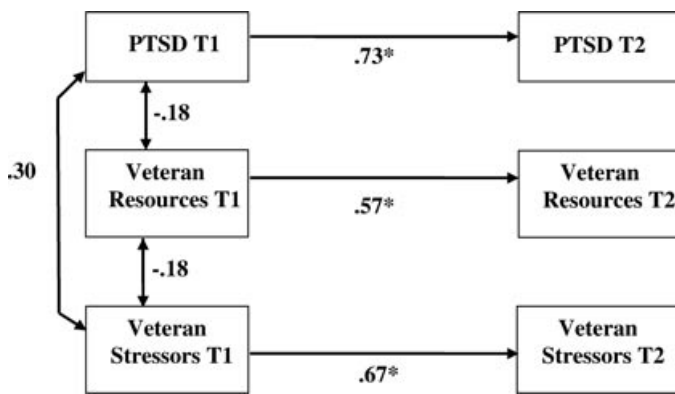 PTSD T1
PTSD T2
.73*
-.18
.30
Veteran
Resources T1
Veteran
Resources T2
.57*
-.18
Veteran
Stressors T1
Veteran
Stressors T2
.67*